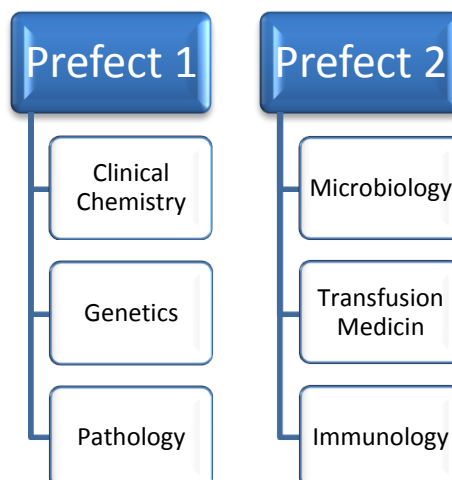 Prefect 1
Clinical
Chemistry
Genetics
Pathology
Prefect 2
Microbiology
Transfusion
Medicin
Immunology